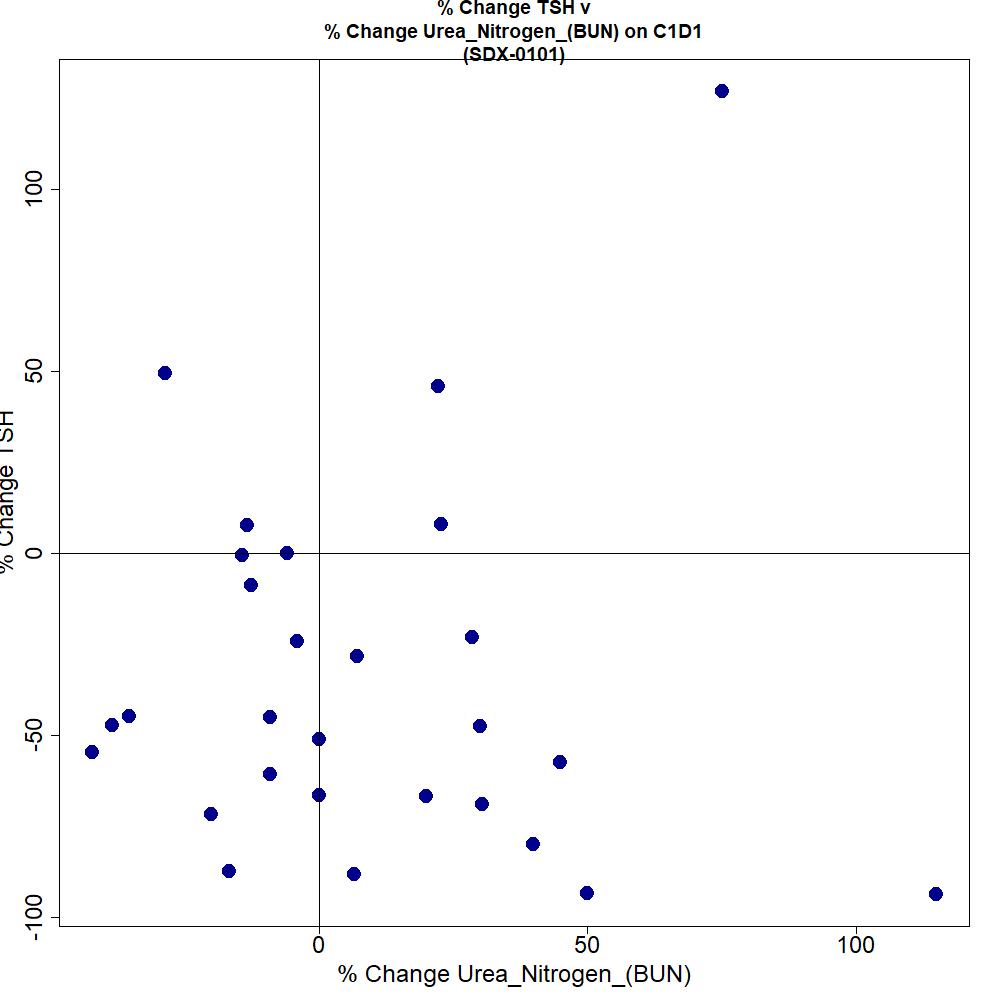 % Change TSH v
% Change Urea_Nitrogen_(BUN) on C1D1
(SDX-0101)
% Change TSH
100
50
0
-50
-100
0
50
100
% Change Urea_Nitrogen_(BUN)